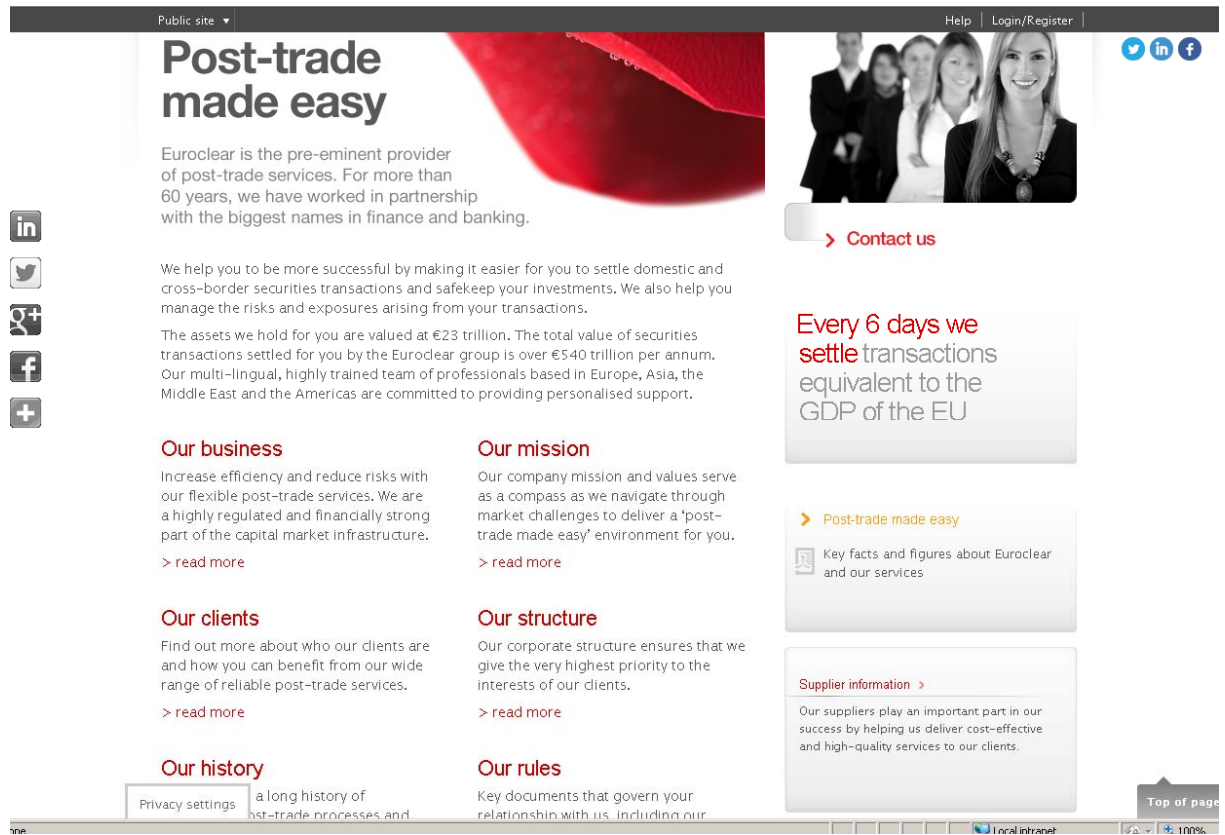 Public site
Help
Login/Register
Post-trade
made easy
Euroclear is the pre-eminent provider
of post-trade services. For more than
60 years, we have worked in partnership
with the biggest names in finance and banking.
We help you to be more successful by making it easier for you to settle domestic and
cross-border securities transactions and safekeep your investments. We also help you
manage the risks and exposures arising from your transactions.
The assets we hold for you are valued at €23 trillion. The total value of securities
transactions settled for you by the Euroclear group is over €540 trillion per annum.
Our multi-lingual, highly trained team of professionals based in Europe, Asia, the
Middle East and the Americas are committed to providing personalised support.
Our business
Increase efficiency and reduce risks with
our flexible post-trade services. We are
a highly regulated and financially strong
part of the capital market infrastructure.
> read more
Our mission
Our company mission and values serve
as a compass as we navigate through
market challenges to deliver a 'post-
trade made easy' environment for you.
> read more
Our clients
Find out more about who our clients are
and how you can benefit from our wide
range of reliable post-trade services.
> read more
Our structure
Our corporate structure ensures that we
give the very highest priority to the
interests of our clients.
> read more
Our history
a long history of
post-trade processes and
Our rules
Key documents that govern your
relationship with us, including our
Contact us
Every 6 days we
settle transactions
equivalent to the
GDP of the EU
Post-trade made easy
Key facts and figures about Euroclear
and our services
Supplier information >
Our suppliers play an important part in our
success by helping us deliver cost-effective
and high-quality services to our clients.
Privacy settings
Top of page
Local intranet
100%